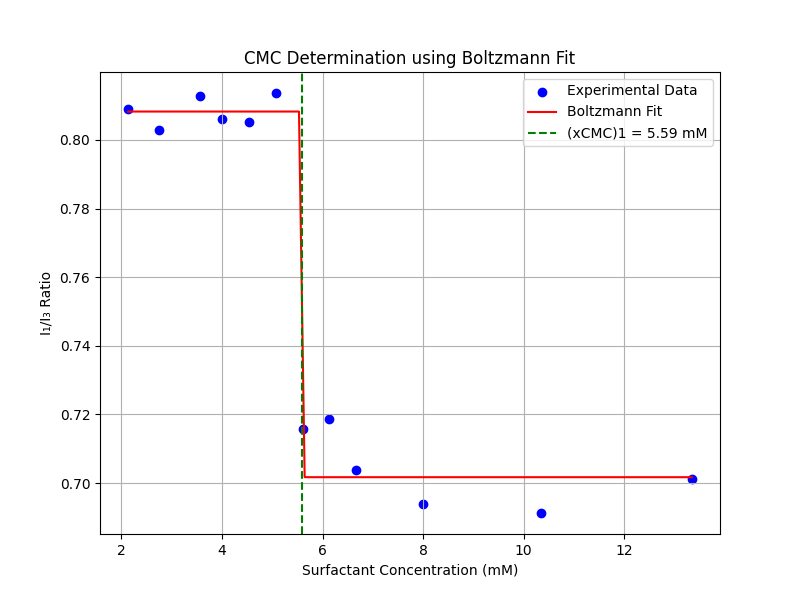 CMC Determination using Boltzmann Fit
Experimental Data
Boltzmann Fit
(xCMC)1 = 5.59 mM
I₁/I₃ Ratio
0.80
0.78
0.76
0.74
0.72
0.70
2 4 6 8 10 12
Surfactant Concentration (mM)